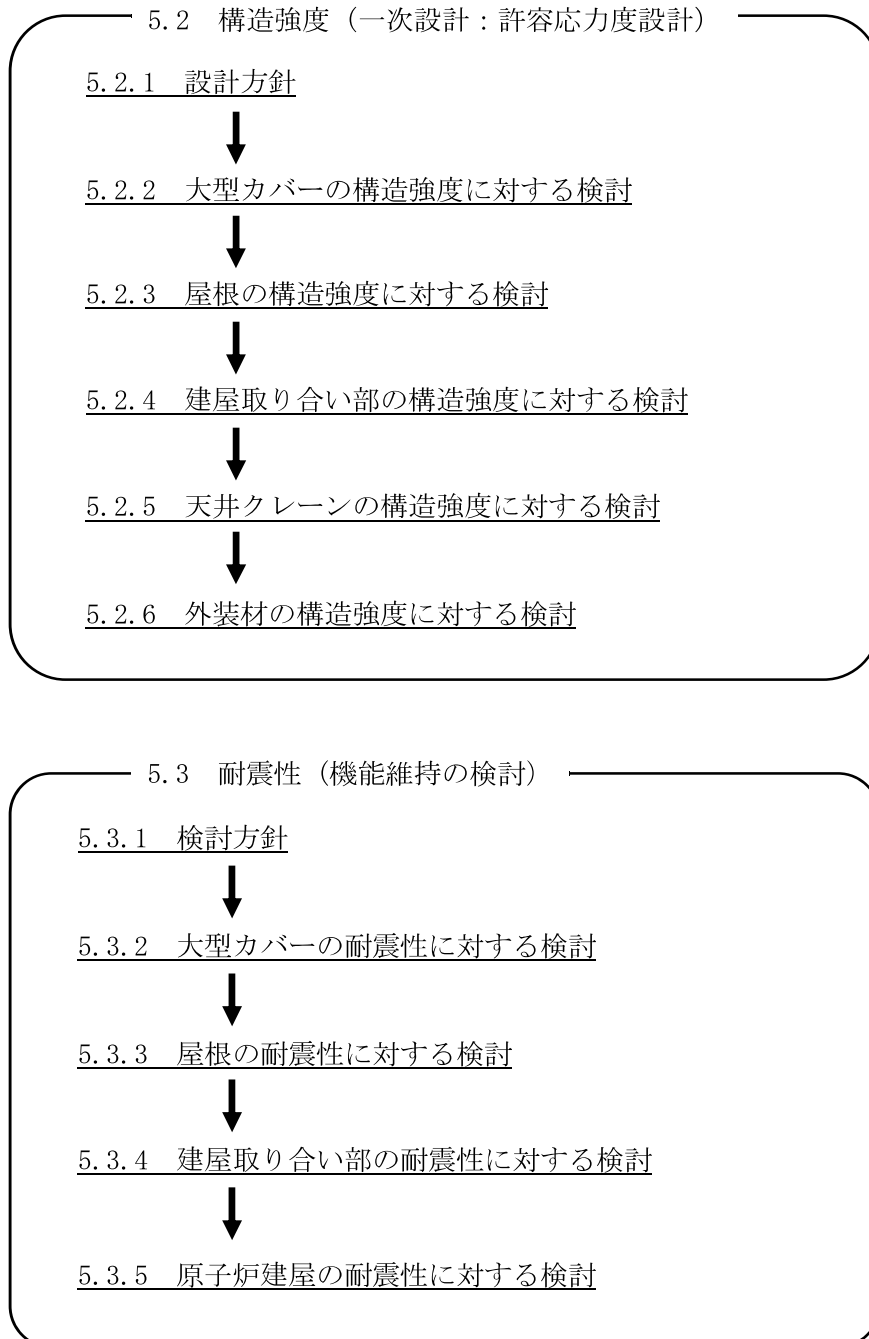 5.2 構造強度（一次設計：許容応力度設計）
5.2.1 設計方針
5.2.2 大型カバーの構造強度に対する検討
5.2.3 屋根の構造強度に対する検討
5.2.4 建屋取り合い部の構造強度に対する検討
5.2.5 天井クレーンの構造強度に対する検討
5.2.6 外装材の構造強度に対する検討
5.3 耐震性（機能維持の検討）
5.3.1 検討方針
5.3.2 大型カバーの耐震性に対する検討
5.3.3 屋根の耐震性に対する検討
5.3.4 建屋取り合い部の耐震性に対する検討
5.3.5 原子炉建屋の耐震性に対する検討